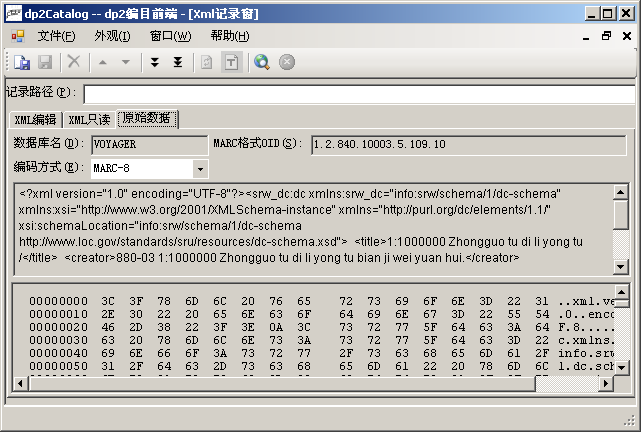 dp2Catalog -- dp2编目前端 - [Xml记录窗]
文件(F) 外观(I) 窗口(W) 帮助(H)
记录路径(P):
XML编辑 XML只读 原始数据
数据库名(D): VOYAGER MARC格式OID(S): 1.2.840.10003.5.109.10
编码方式(E): MARC-8
<?xml version="1.0" encoding="UTF-8"?><srw_dc:dc xmlns:srw_dc="info:srw/schema/1/dc-schema"
xmlns:xsi="http://www.w3.org/2001/XMLSchema-instance" xmlns="http://purl.org/dc/elements/1.1/"
xsi:schemaLocation="info:srw/schema/1/dc-schema
http://www.loc.gov/standards/sru/resources/dc-schema.xsd"> <title>1:1000000 Zhongguo tu di li yong tu
/</title> <creator>880-03 1:1000000 Zhongguo tu di li yong tu bian ji wei yuan hui.</creator>
00000000 3C 3F 78 6D 6C 20 76 65 72 73 69 6F 6E 3D 22 31 ..xml.ve
00000010 2E 30 22 20 65 6E 63 6F 64 69 6E 67 3D 22 55 54 .0..enco
00000020 46 2D 38 22 3F 3E 0A 3C 73 72 77 5F 64 63 3A 64 F.8.....
00000030 63 20 78 6D 6C 6E 73 3A 73 72 77 5F 64 63 3D 22 c.xmlns.
00000040 69 6E 66 6F 3A 73 72 77 2F 73 63 68 65 6D 61 2F info.srw
00000050 31 2F 64 63 2D 73 63 68 65 6D 61 22 20 78 6D 6C 1.dc.sch